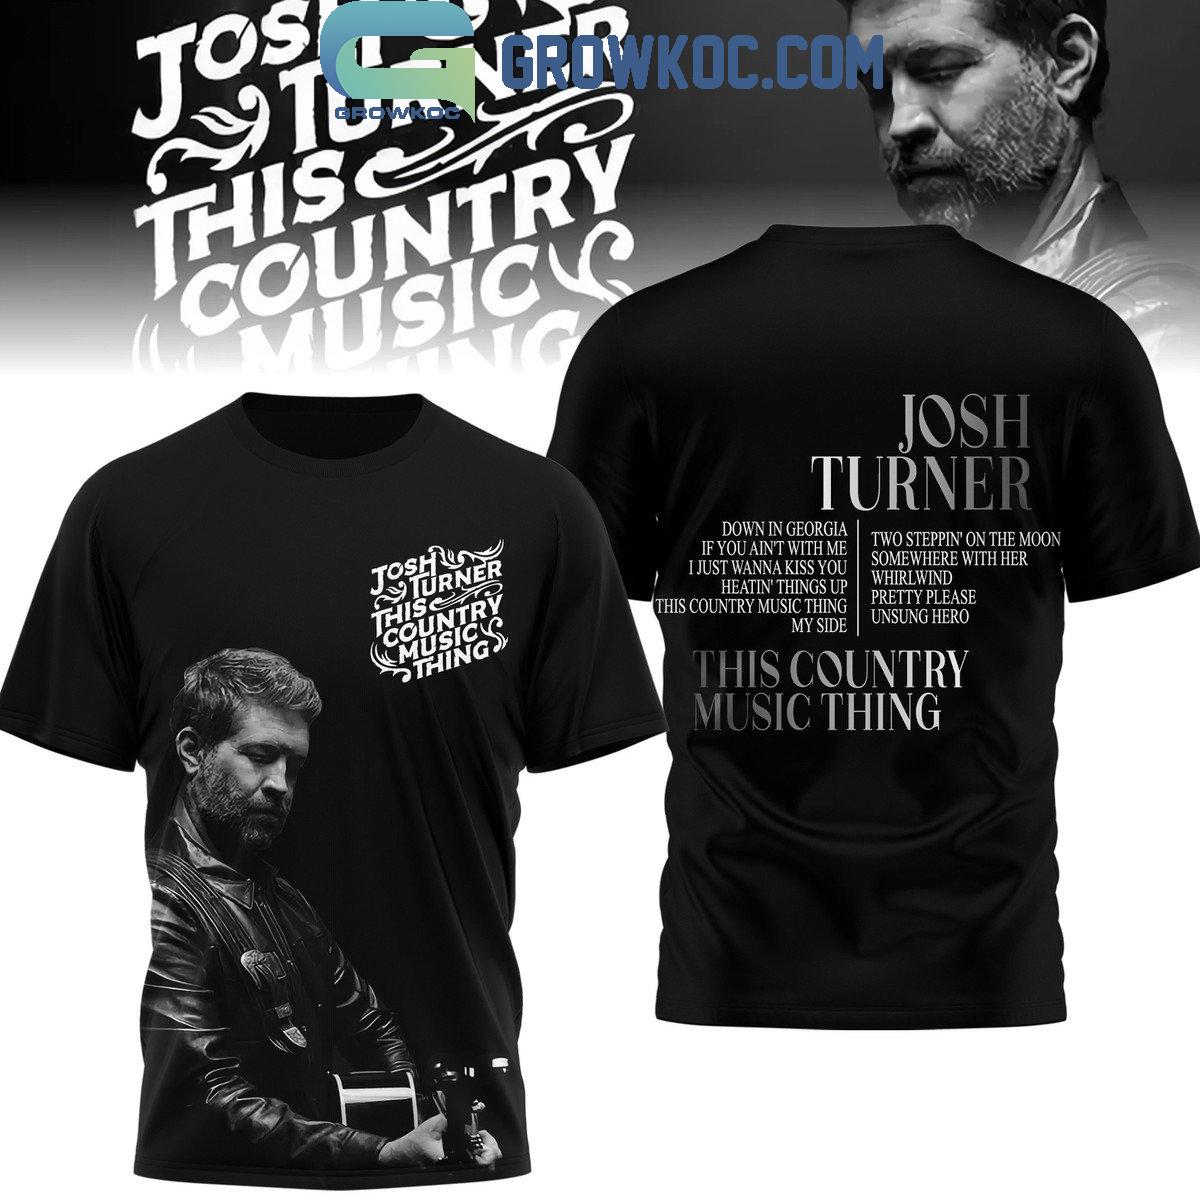 JOSH
TURNER
THIS
COUNTRY
MUSIC
THING
GROWKOC
GROWKOC.COM
JOSH
TURNER
THIS
COUNTRY
MUSIC
THING
JOSH
TURNER
DOWN IN GEORGIA
IF YOU AIN'T WITH ME
I JUST WANNA KISS YOU
HEATIN' THINGS UP
THIS COUNTRY MUSIC THING
MY SIDE
TWO STEPPIN' ON THE MOON
SOMEWHERE WITH HER
WHIRLWIND
PRETTY PLEASE
UNSUNG HERO
THIS COUNTRY
MUSIC THING